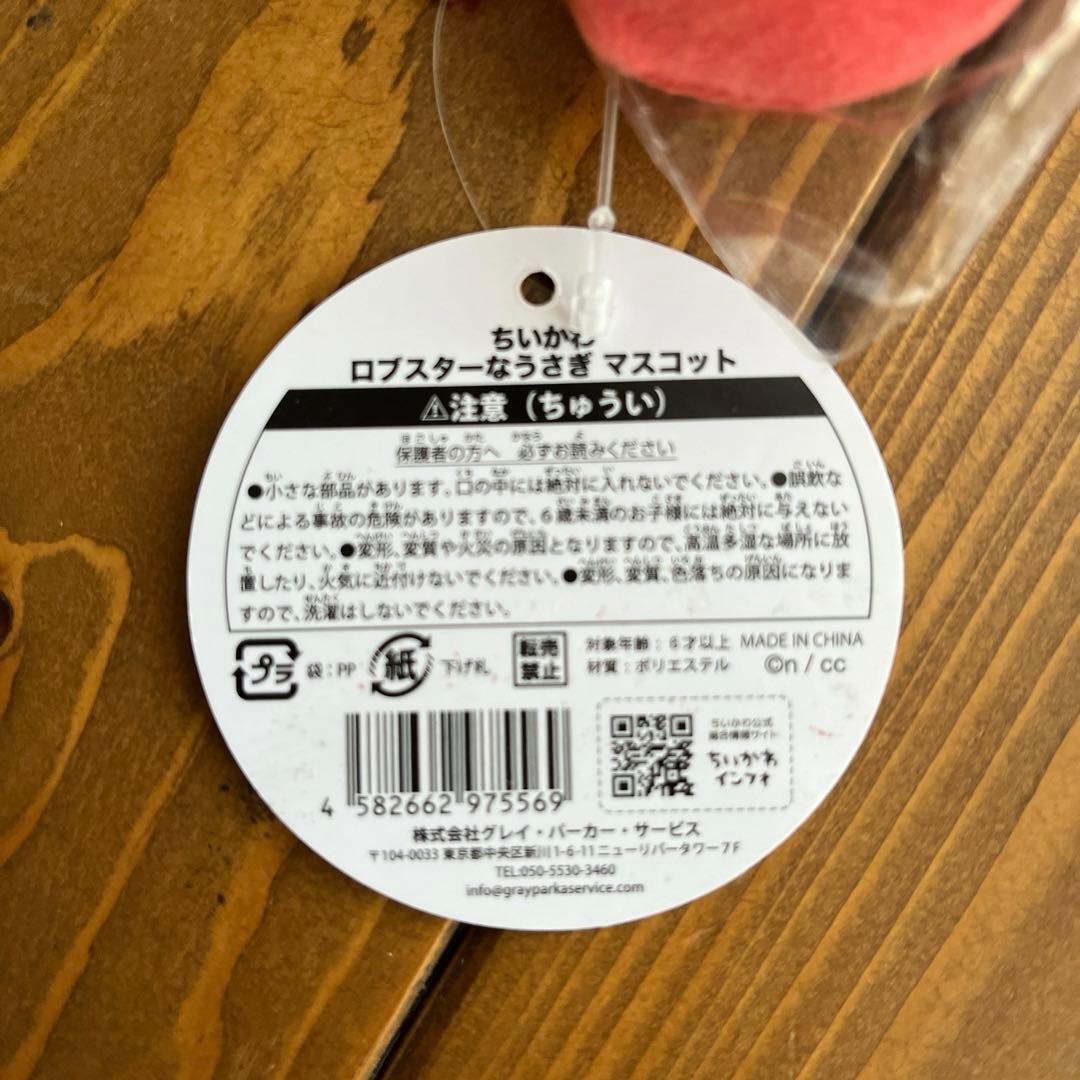 ちいかわ
ロブスターなうさぎ マスコット
⚠注意（ちゅうい）
保護者の方へ 必ずお読みください
●小さな部品があります。口の中には絶対に入れないでください。●誤飲な
どによる事故の危険がありますので、6歳未満のお子様には絶対に与えない
でください。●変形、変質や火災の原因となりますので、高温多湿な場所に放
置したり、火気に近付けないでください。●変形、変質、色落ちの原因になりま
すので、洗濯はしないでください。
プラ 袋：PP 紙 下げ札 転売禁止 対象年齢：6才以上 MADE IN CHINA
材質：ポリエステル ©n / cc
ちいかわ公式
総合情報サイト
ちいかわ
インフォ
4 582662 975569
株式会社グレイ・パーカー・サービス
〒104-0033 東京都中央区新川1-6-11ニューリバータワー7F
TEL:050-5530-3460
info@grayparkaservice.com